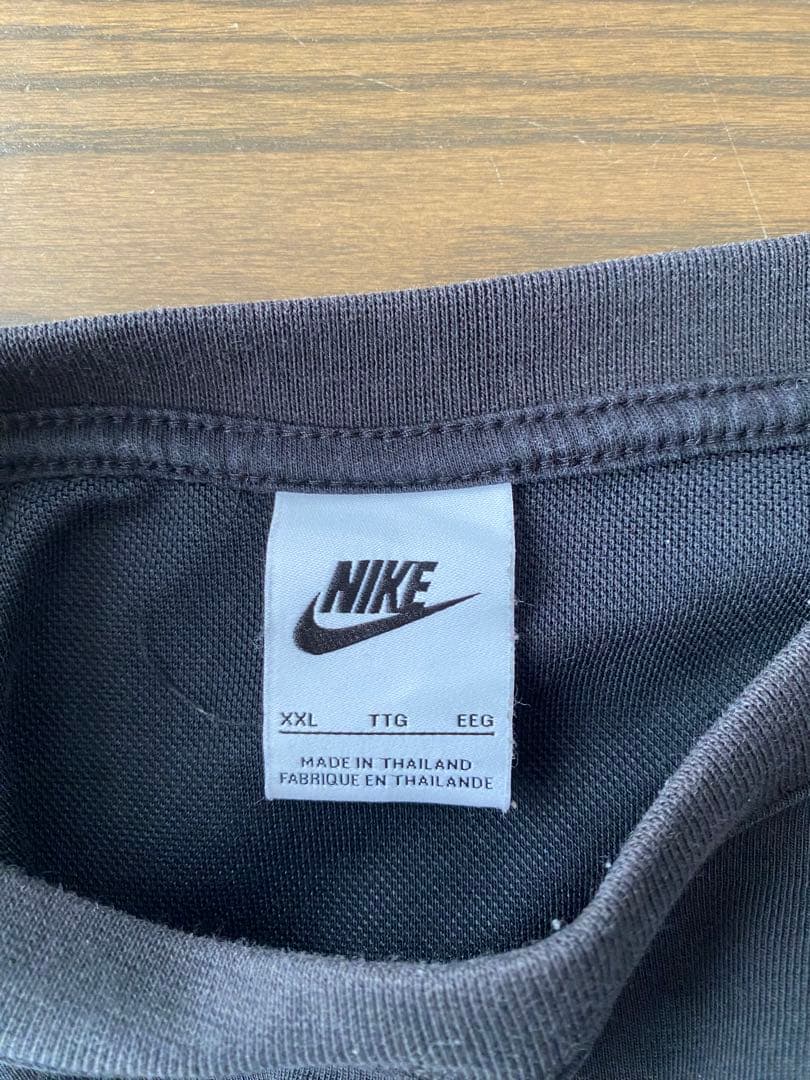 NIKE
XXL TTG EEG
MADE IN THAILAND
FABRIQUE EN THAILANDE